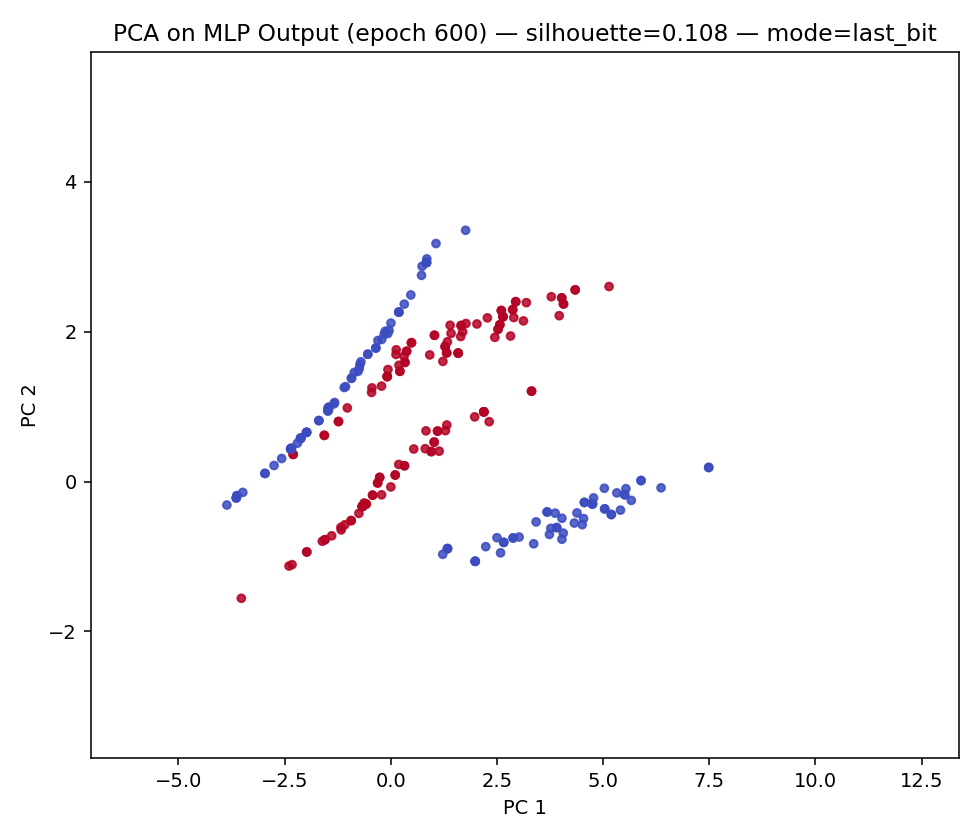 PCA on MLP Output (epoch 600) — silhouette=0.108 — mode=last_bit
PC 2
4
2
0
−2
−5.0 −2.5 0.0 2.5 5.0 7.5 10.0 12.5
PC 1